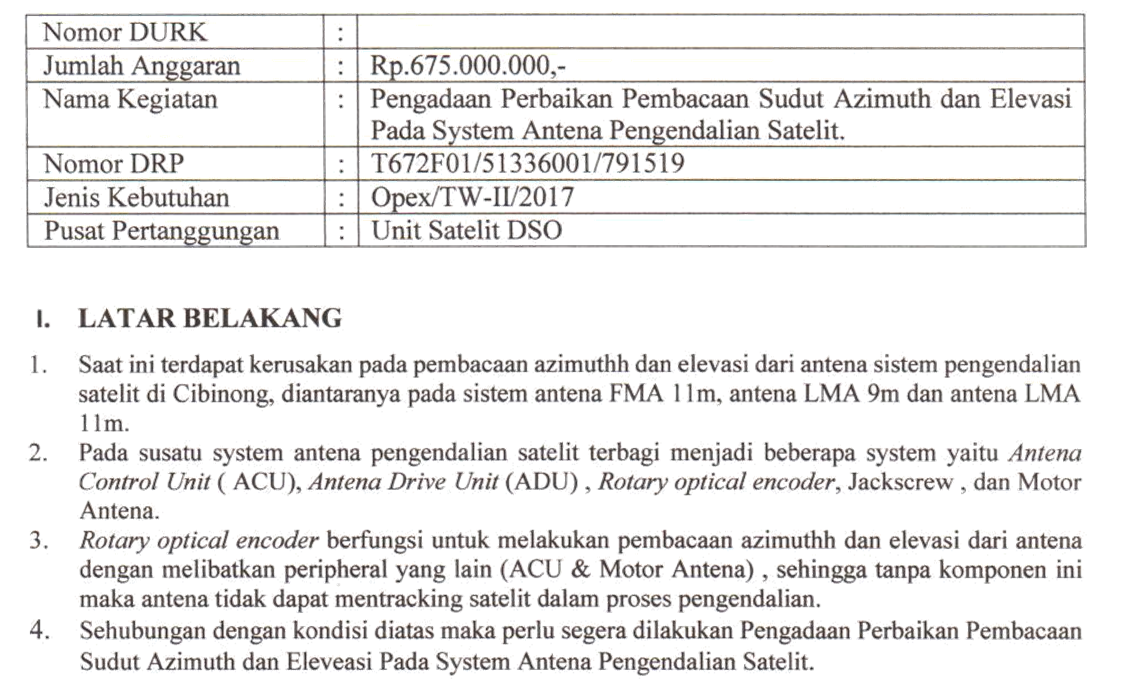 Nomor DURK :
Jumlah Anggaran : Rp.675.000.000,-
Nama Kegiatan : Pengadaan Perbaikan Pembacaan Sudut Azimuth dan Elevasi
Pada System Antena Pengendalian Satelit.
Nomor DRP : T672F01/51336001/791519
Jenis Kebutuhan : Opex/TW-II/2017
Pusat Pertanggungan : Unit Satelit DSO
I. LATAR BELAKANG
1. Saat ini terdapat kerusakan pada pembacaan azimuthh dan elevasi dari antena sistem pengendalian
satelit di Cibinong, diantaranya pada sistem antena FMA 11m, antena LMA 9m dan antena LMA
11m.
2. Pada susatu system antena pengendalian satelit terbagi menjadi beberapa system yaitu Antena
Control Unit ( ACU), Antena Drive Unit (ADU) , Rotary optical encoder, Jackscrew , dan Motor
Antena.
3. Rotary optical encoder berfungsi untuk melakukan pembacaan azimuthh dan elevasi dari antena
dengan melibatkan peripheral yang lain (ACU & Motor Antena) , sehingga tanpa komponen ini
maka antena tidak dapat mentracking satelit dalam proses pengendalian.
4. Sehubungan dengan kondisi diatas maka perlu segera dilakukan Pengadaan Perbaikan Pembacaan
Sudut Azimuth dan Eleveasi Pada System Antena Pengendalian Satelit.